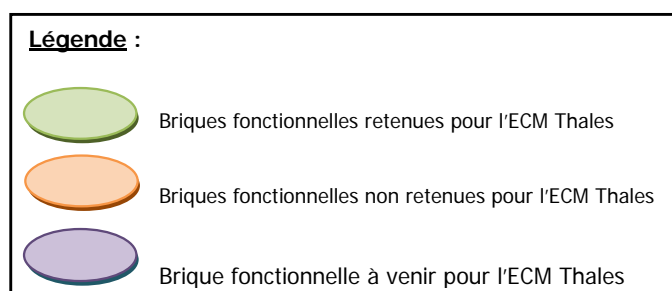 Légende :
Briques fonctionnelles retenues pour l'ECM Thales
Briques fonctionnelles non retenues pour l'ECM Thales
Brique fonctionnelle à venir pour l'ECM Thales